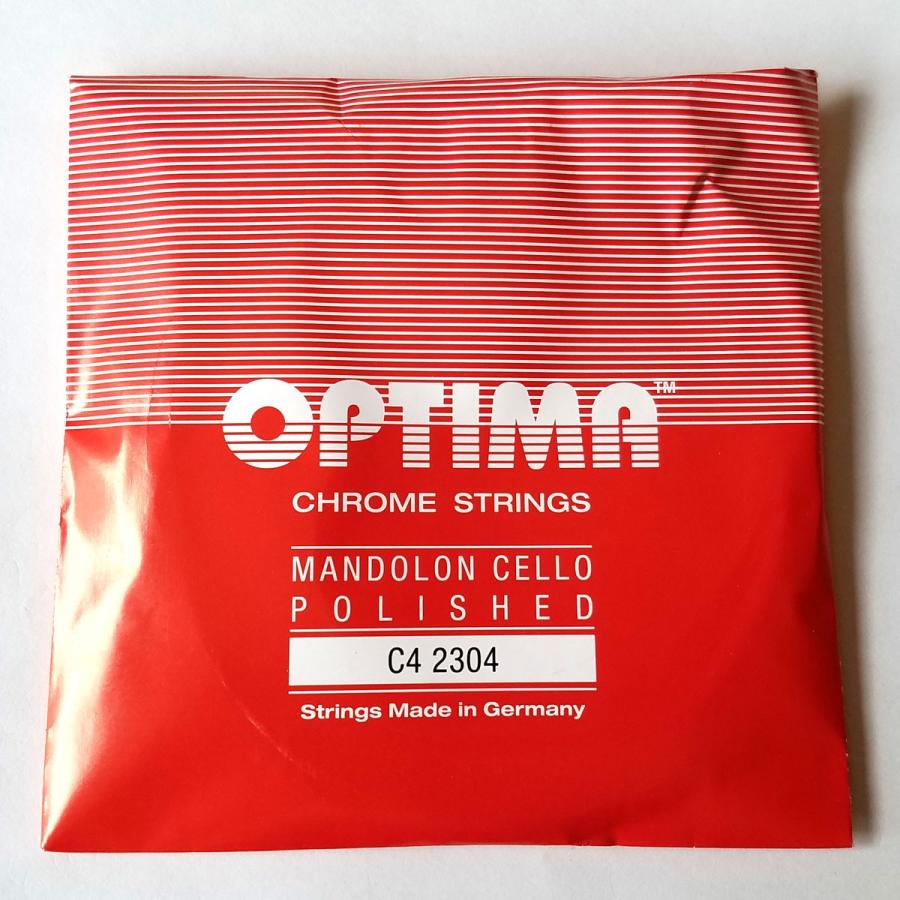 OPTIMA™
CHROME STRINGS
MANDOLON CELLO
POLISHED
C4 2304
Strings Made in Germany